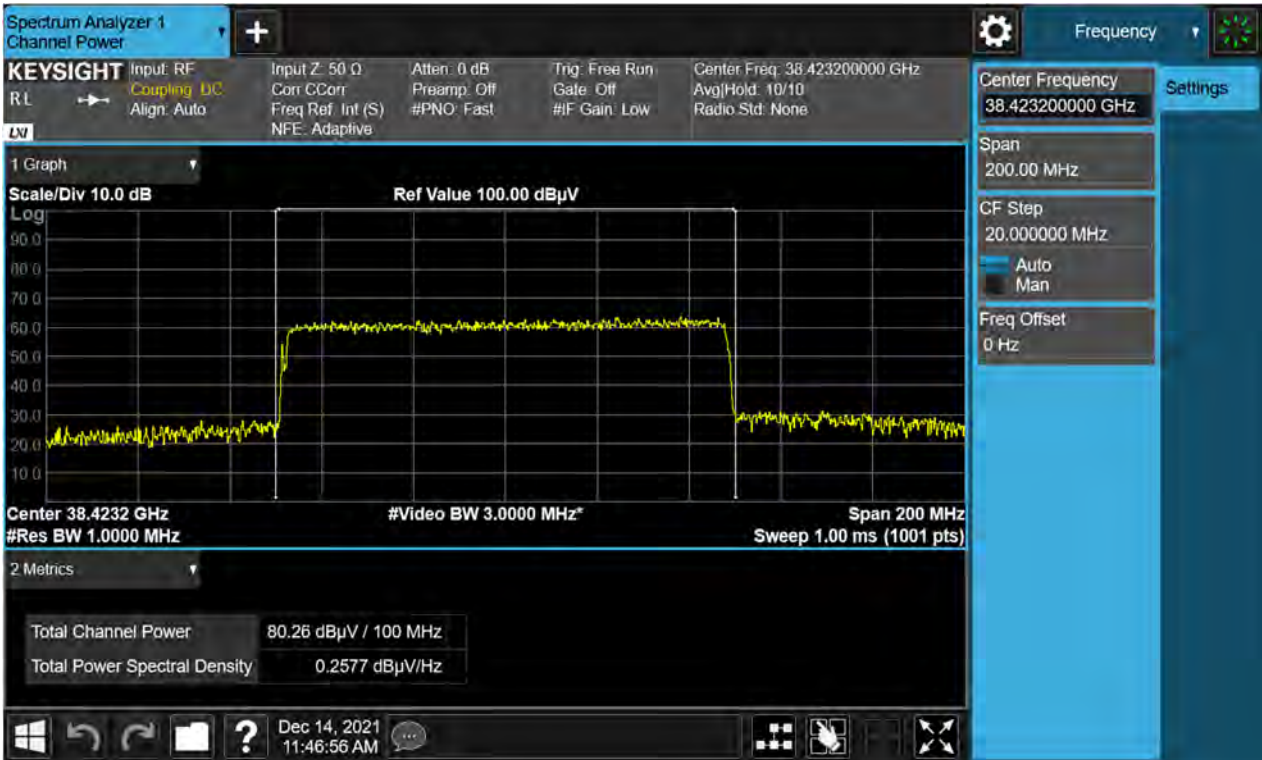 Spectrum Analyzer 1
Channel Power
+
Frequency
KEYSIGHT
RL
LXI
Input: RF
Coupling: DC
Align: Auto
Input Z: 50 Ω
Corr CCorr
Freq Ref: Int (S)
NFE: Adaptive
Atten: 0 dB
Preamp: Off
#PNO: Fast
Trig: Free Run
Gate: Off
#IF Gain: Low
Center Freq: 38.423200000 GHz
Avg|Hold: 10/10
Radio Std: None
Center Frequency
38.423200000 GHz
Settings
Span
200.00 MHz
CF Step
20.000000 MHz
Auto
Man
Freq Offset
0 Hz
1 Graph
Scale/Div 10.0 dB
Ref Value 100.00 dBµV
Log
90.0
80.0
70.0
60.0
50.0
40.0
30.0
20.0
10.0
Center 38.4232 GHz
#Video BW 3.0000 MHz*
Span 200 MHz
#Res BW 1.0000 MHz
Sweep 1.00 ms (1001 pts)
2 Metrics
Total Channel Power 80.26 dBµV / 100 MHz
Total Power Spectral Density 0.2577 dBµV/Hz
?
Dec 14, 2021
11:46:56 AM